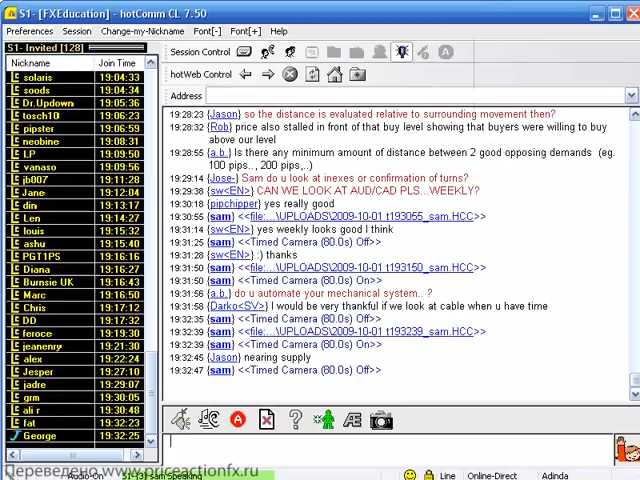 S1- [FXEducation] - hotComm CL 7.50
Preferences Session Change-my-Nickname Font[-] Font[+] Help
S1- Invited [128]
Session Control
Nickname Join Time
hotWeb Control
Address
solaris 19:04:33
soods 19:04:34
Dr.Updown 19:05:36
tosch10 19:06:59
pipster 19:06:59
neobine 19:08:31
LP 19:09:50
vanaso 19:09:56
jb007 19:11:28
Jane 19:12:04
din 19:13:17
Len 19:14:27
louis 19:15:32
ashu 19:15:40
PGT1PS 19:16:23
Diana 19:16:27
Burnsie UK 19:16:43
Marc 19:16:50
Chris 19:17:12
DD 19:17:32
feroce 19:19:30
jeanenry 19:21:30
alex 19:22:24
Jesper 19:27:10
jadre 19:29:07
grm 19:30:05
ali r 19:30:48
fat 19:31:53
George 19:32:25
19:28:23 {Jason} so the distance is evaluated relative to surrounding movement then?
19:28:32 {Rob} price also stalled in front of that buy level showing that buyers were willing to buy
above our level
19:28:55 {a.b.} Is there any minimum amount of distance between 2 good opposing demands (eg.
100 pips.., 200 pips,..)
19:29:14 {Jose-} Sam do u look at inexes or confirmation of turns?
19:29:38 {sw<EN>} CAN WE LOOK AT AUD/CAD PLS...WEEKLY?
19:30:18 {pipchipper} yes really good
19:30:55 {sam} <<file:...\UPLOADS\2009-10-01 t193055_sam.HCC>>
19:31:14 {sw<EN>} yes weekly looks good I think
19:31:25 {sam} <<Timed Camera (80.0s) Off>>
19:31:28 {sw<EN>} :) thanks
19:31:50 {sam} <<file:...\UPLOADS\2009-10-01 t193150_sam.HCC>>
19:31:50 {sam} <<Timed Camera (80.0s) On>>
19:31:56 {a.b.} do u automate your mechanical system.. ?
19:31:58 {Darko<SV>} I would be very thankful if we look at cable when u have time
19:32:35 {sam} <<Timed Camera (80.0s) Off>>
19:32:39 {sam} <<file:...\UPLOADS\2009-10-01 t193239_sam.HCC>>
19:32:39 {sam} <<Timed Camera (80.0s) On>>
19:32:45 {Jason} nearing supply
19:32:47 {sam} <<Timed Camera (80.0s) Off>>
Переведено www.priceactionfx.ru
Audio-On S1-(3) sam Speaking Line Online-Direct Adinda